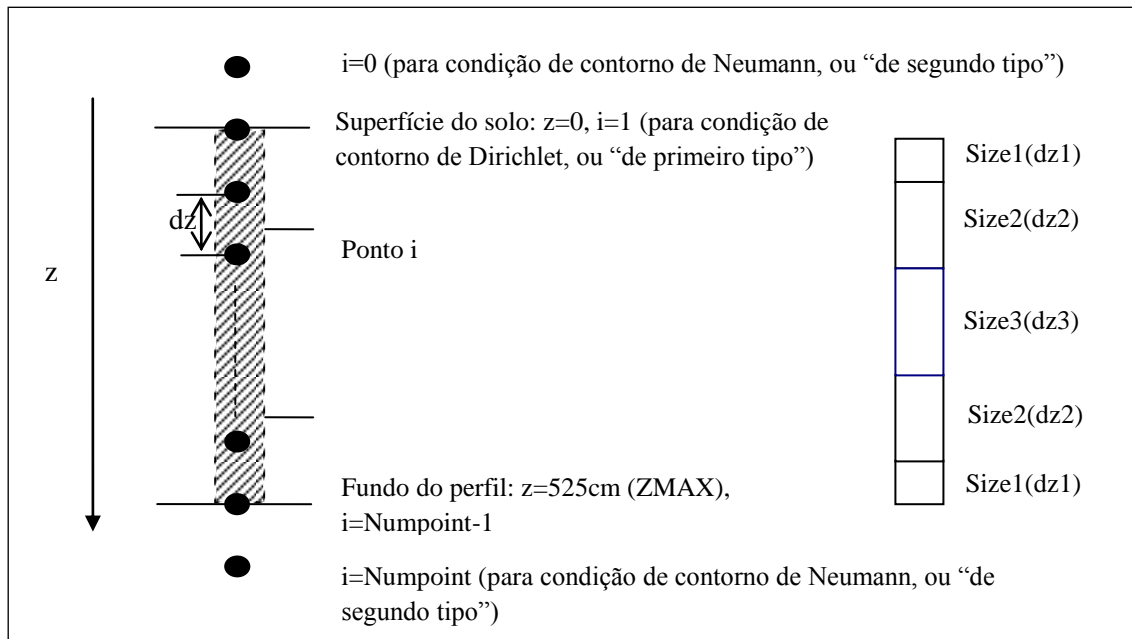 i=0 (para condição de contorno de Neumann, ou “de segundo tipo”)
Superfície do solo: z=0, i=1 (para condição de
contorno de Dirichlet, ou “de primeiro tipo”)
dz
Ponto i
z
Fundo do perfil: z=525cm (ZMAX),
i=Numpoint-1
i=Numpoint (para condição de contorno de Neumann, ou “de
segundo tipo”)
Size1(dz1)
Size2(dz2)
Size3(dz3)
Size2(dz2)
Size1(dz1)